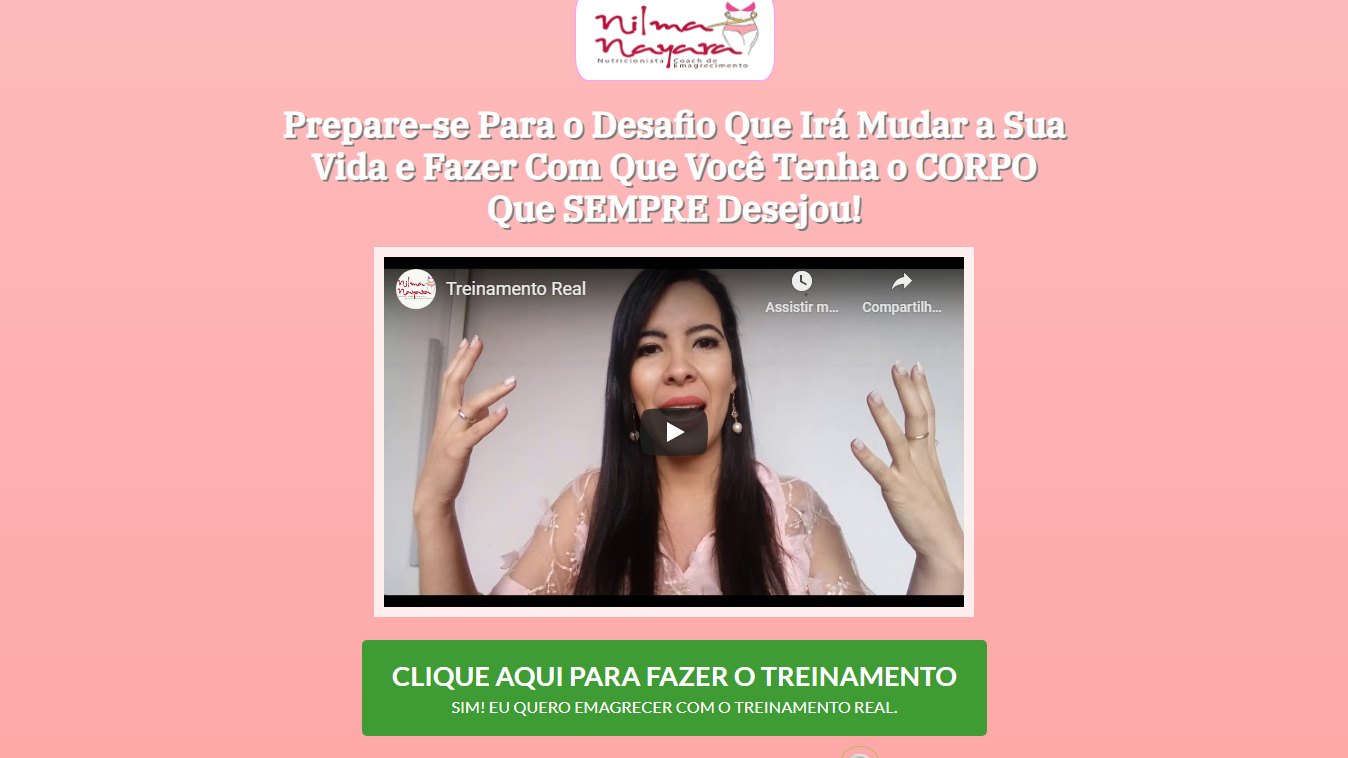 Nilma
Nayara
Nutricionista Coach de
Emagrecimento
Prepare-se Para o Desafio Que Irá Mudar a Sua
Vida e Fazer Com Que Você Tenha o CORPO
Que SEMPRE Desejou!
Nilma
Nayara
Treinamento Real
Assistir m...
Compartilh...
CLIQUE AQUI PARA FAZER O TREINAMENTO
SIM! EU QUERO EMAGRECER COM O TREINAMENTO REAL.